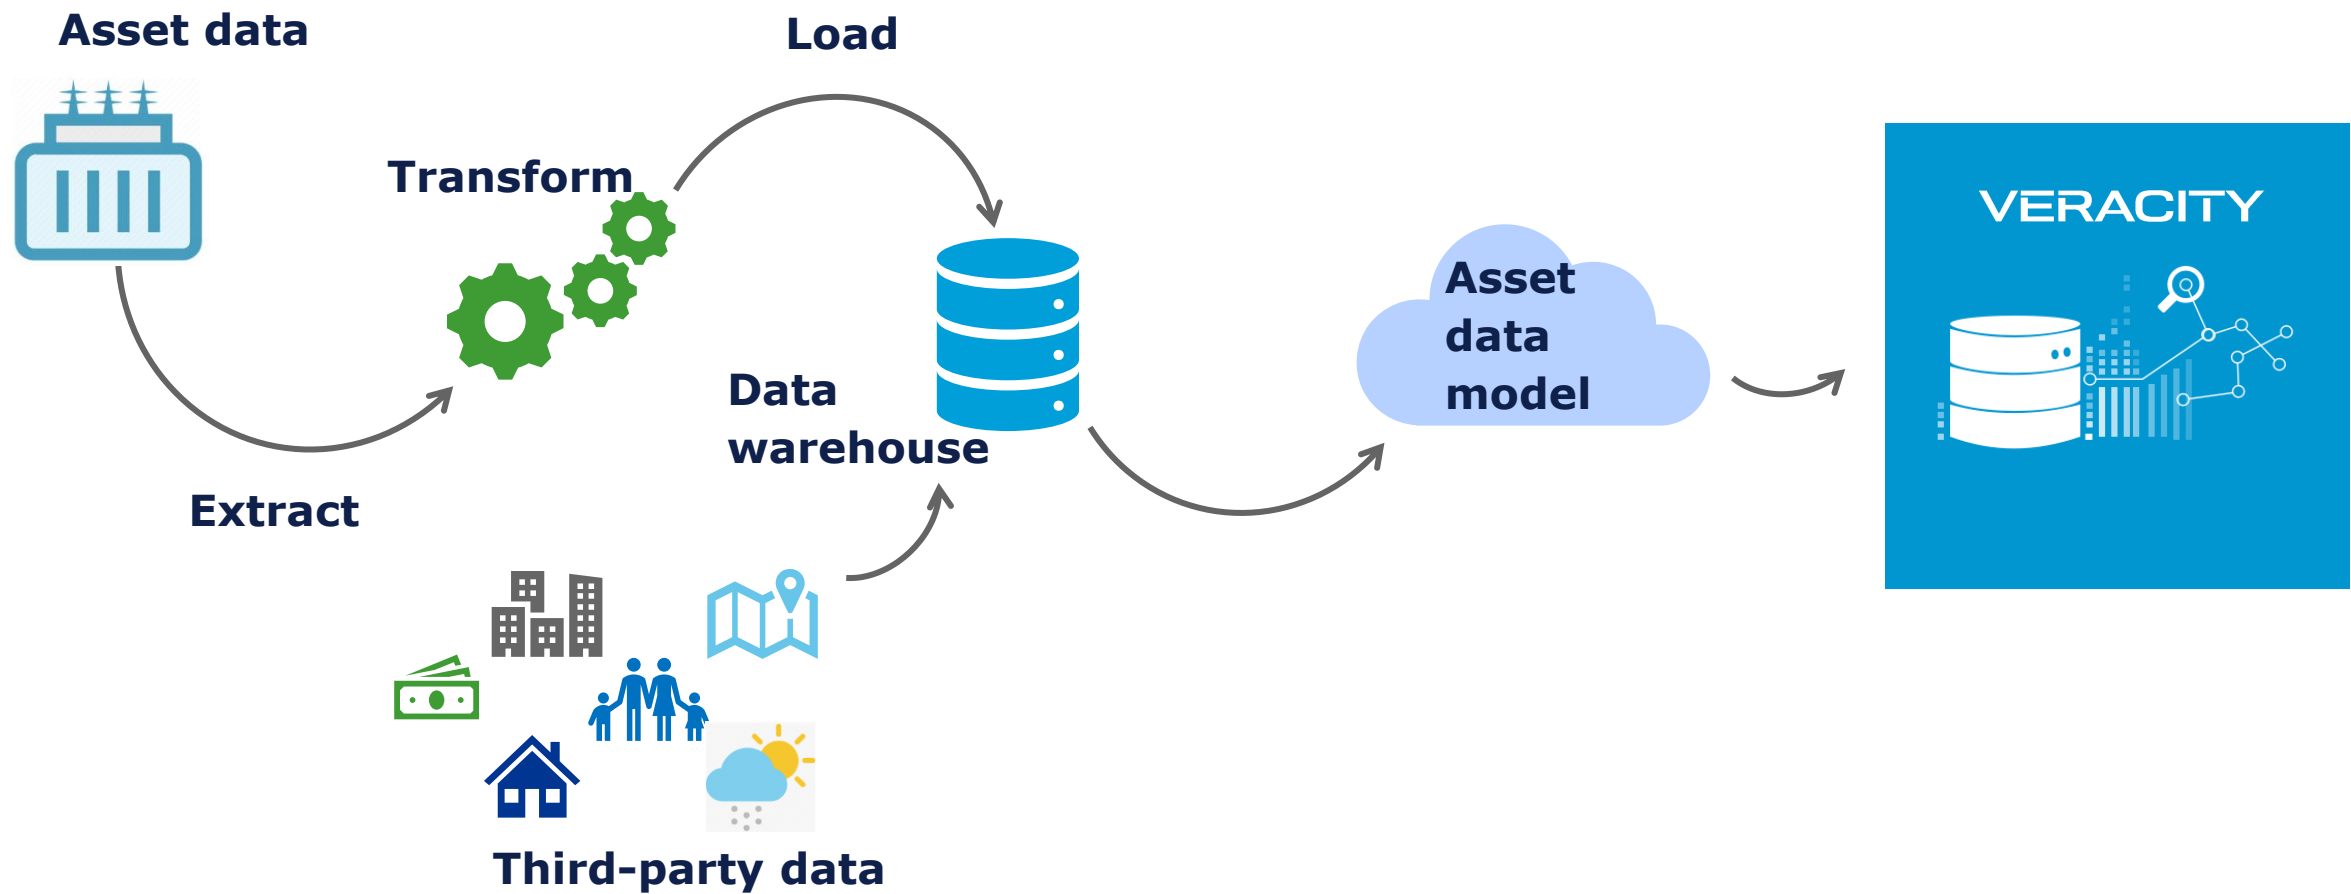 Asset data
Load
Transform
Extract
Data
warehouse
Asset
data
model
VERACITY
Third-party data